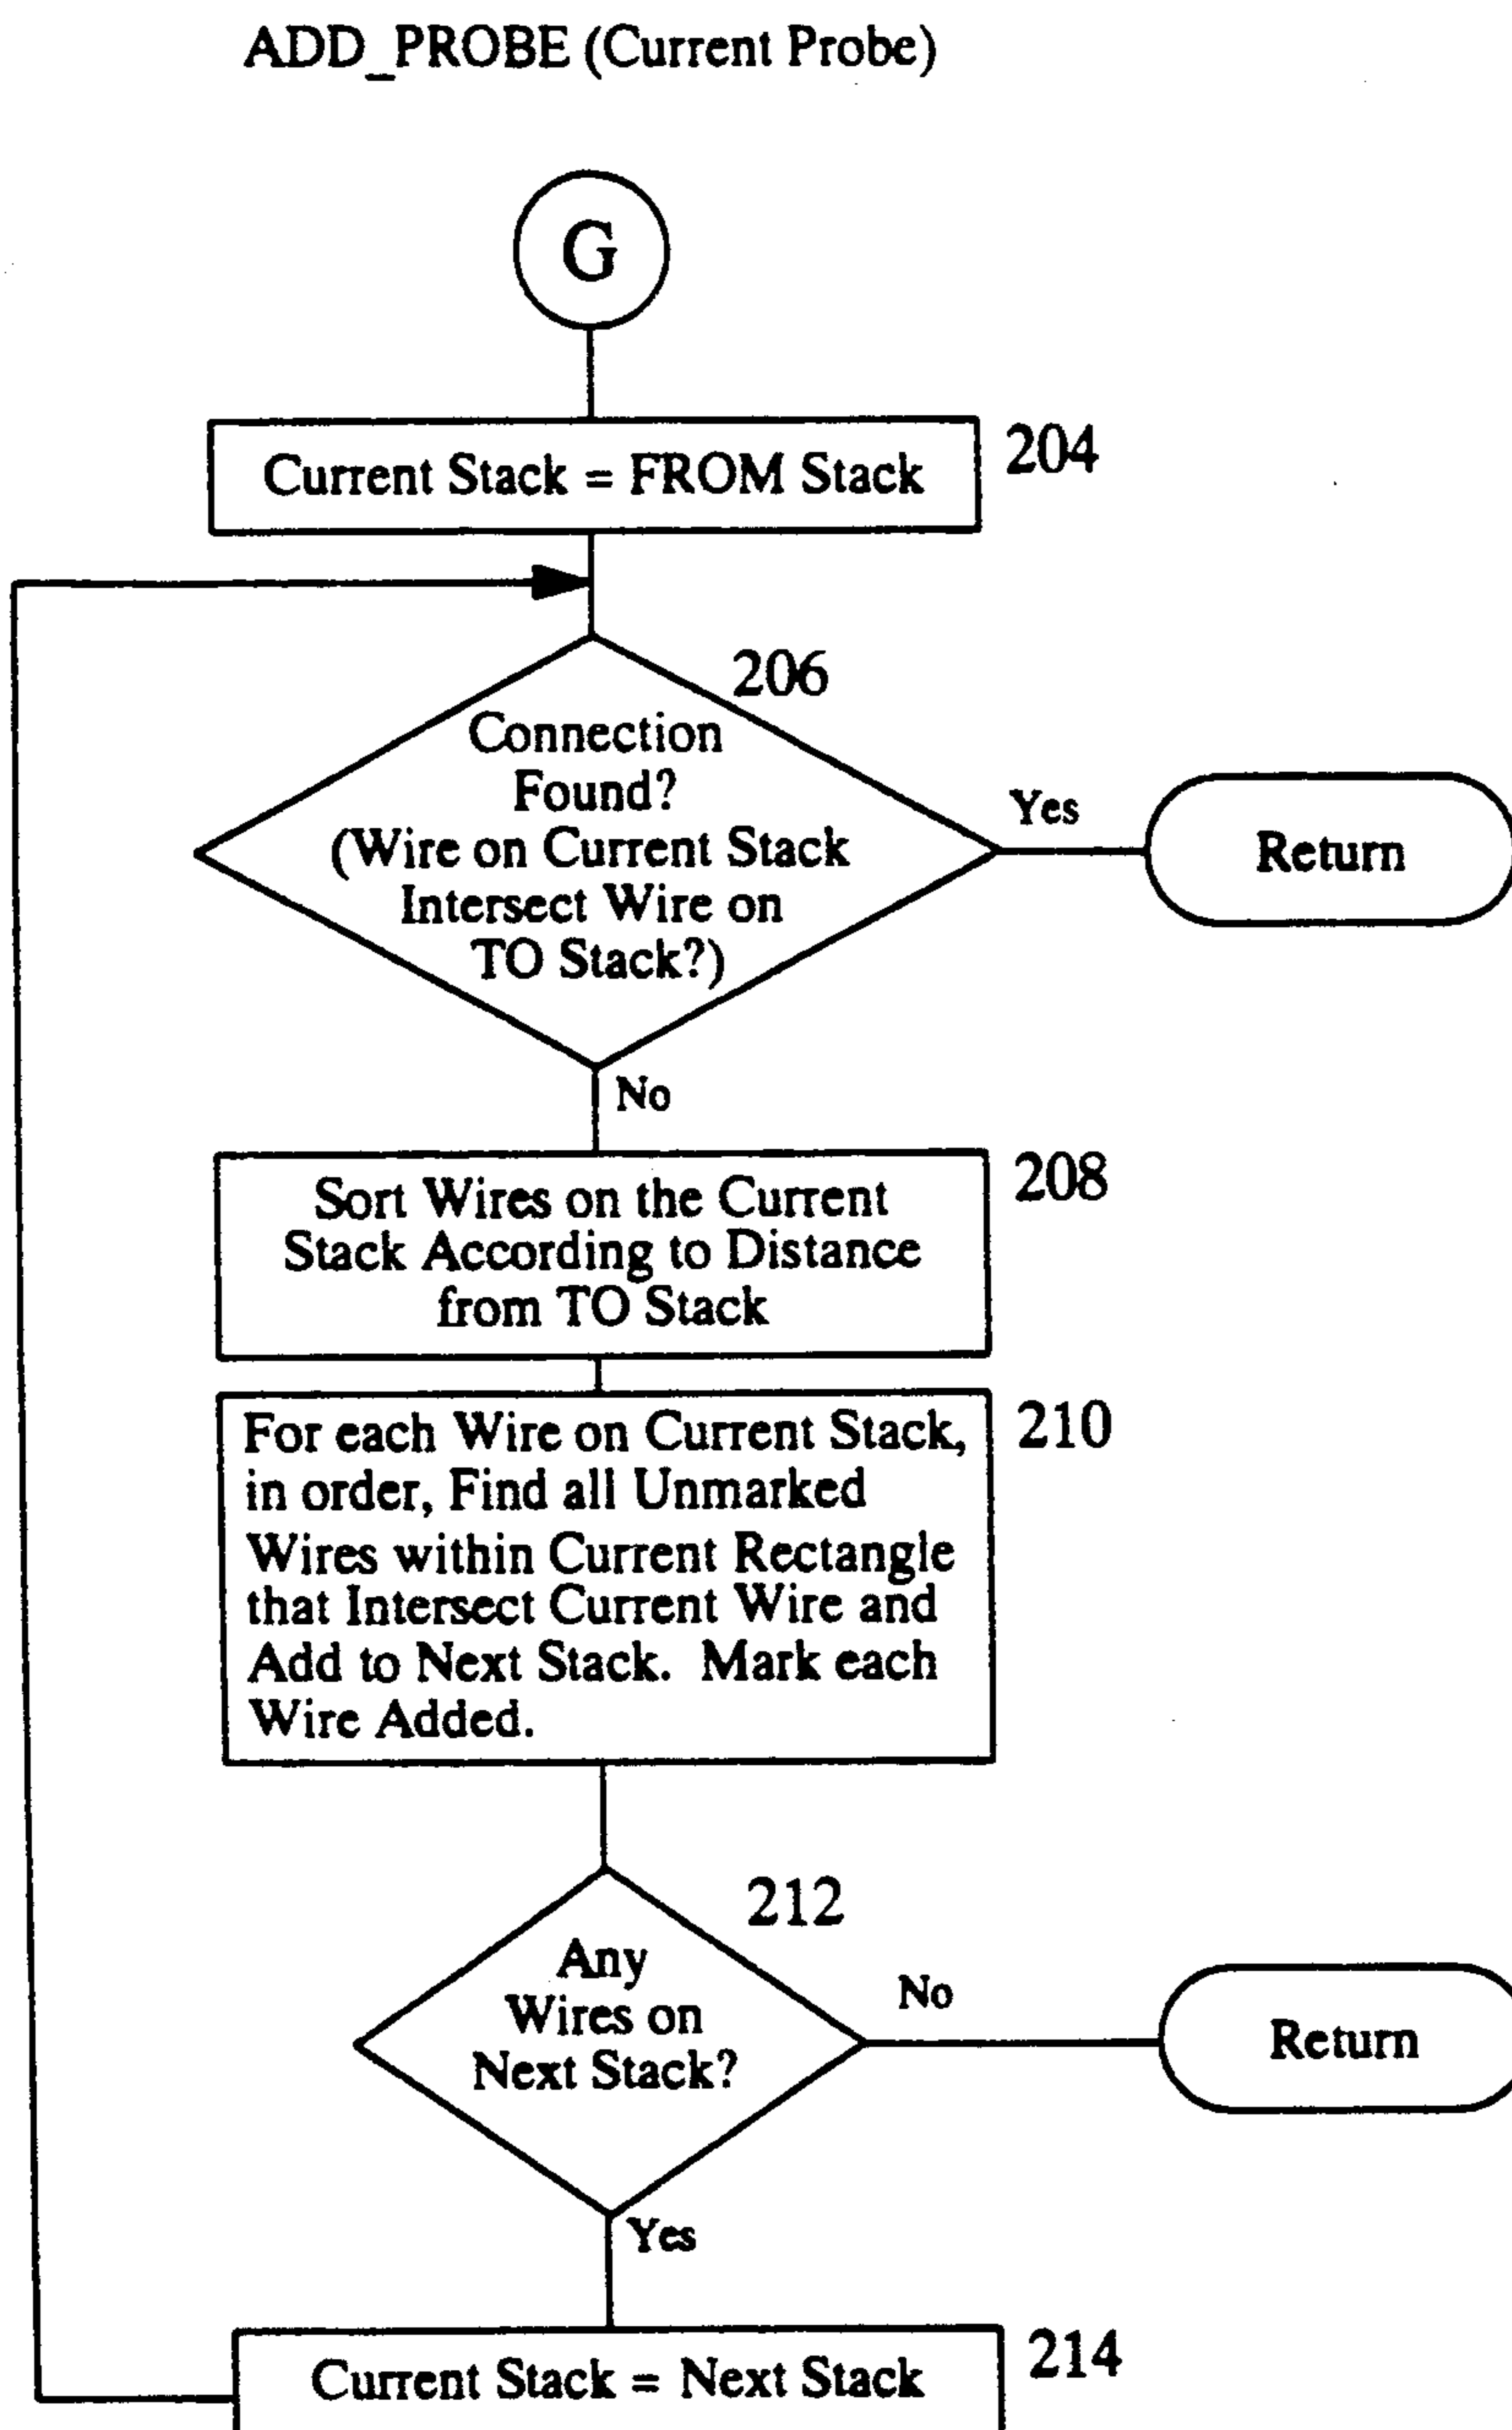 ADD_PROBE (Current Probe)
G
Current Stack = FROM Stack
204
206
Connection
Found?
(Wire on Current Stack
Intersect Wire on
TO Stack?)
Yes
Return
No
Sort Wires on the Current
Stack According to Distance
from TO Stack
208
For each Wire on Current Stack,
in order, Find all Unmarked
Wires within Current Rectangle
that Intersect Current Wire and
Add to Next Stack. Mark each
Wire Added.
210
212
Any
Wires on
Next Stack?
No
Return
Yes
Current Stack = Next Stack
214